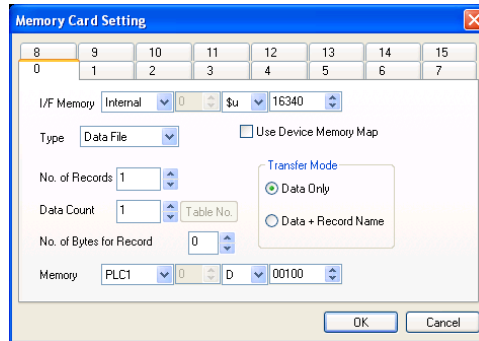 Memory Card Setting
8 9 10 11 12 13 14 15
0 1 2 3 4 5 6 7
I/F Memory Internal 0 $u 16340
Type Data File Use Device Memory Map
Transfer Mode
No. of Records 1 Data Only
Data Count 1 Table No.
Data + Record Name
No. of Bytes for Record 0
Memory PLC1 0 D 00100
OK Cancel